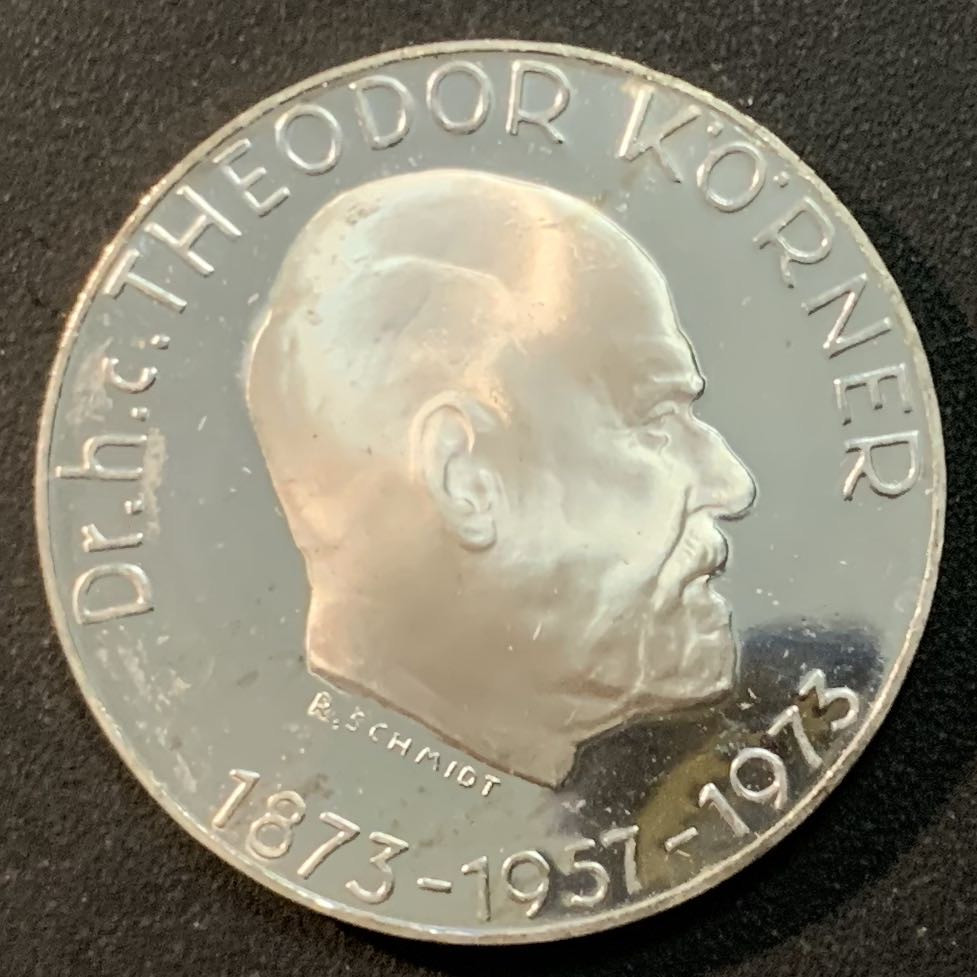 Dr.h.c. THEODOR KÖRNER
R. SCHMIDT
1873-1957-1973